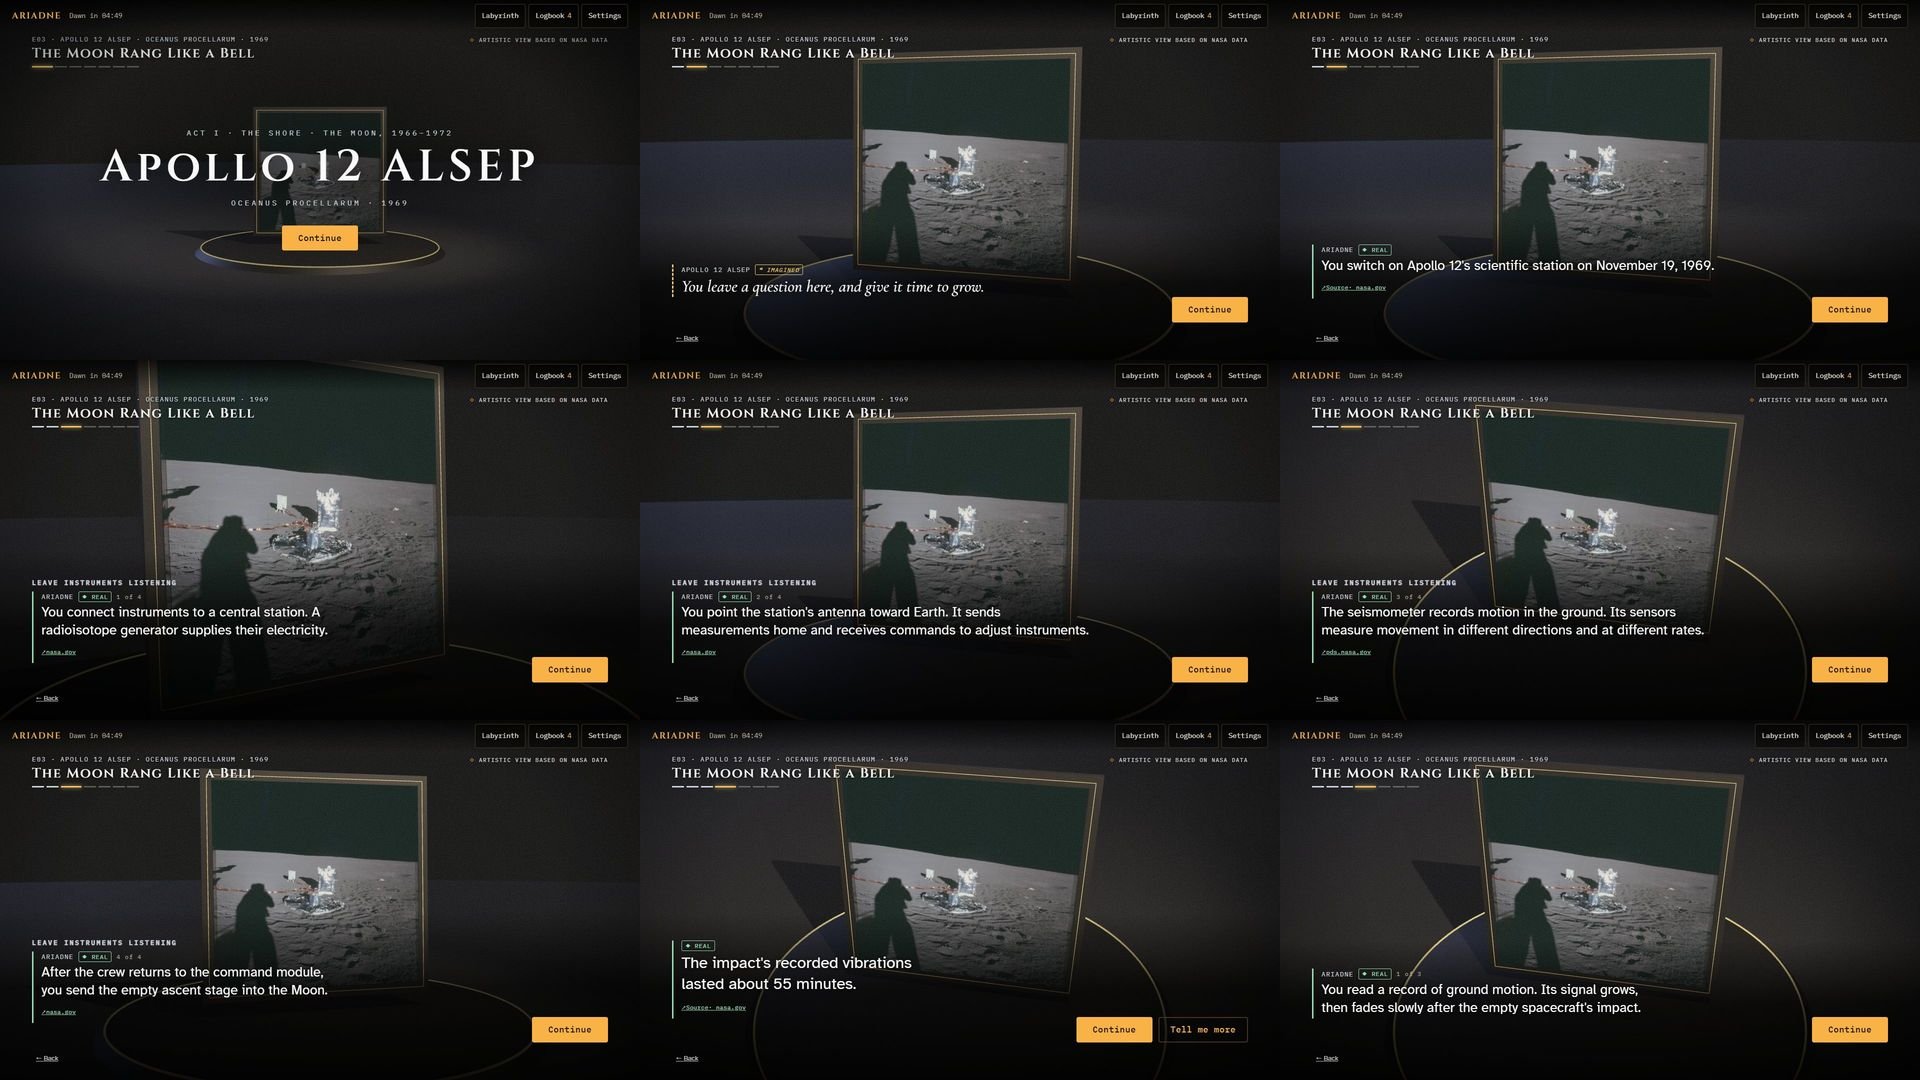 ARIADNE Dawn in 04:49 Labyrinth Logbook 4 Settings
E03 · APOLLO 12 ALSEP · OCEANUS PROCELLARUM · 1969
ARTISTIC VIEW BASED ON NASA DATA
The Moon Rang Like a Bell
ACT I · THE SHORE · THE MOON, 1966–1972
Apollo 12 ALSEP
OCEANUS PROCELLARUM · 1969
Continue
ARIADNE Dawn in 04:49 Labyrinth Logbook 4 Settings
E03 · APOLLO 12 ALSEP · OCEANUS PROCELLARUM · 1969
ARTISTIC VIEW BASED ON NASA DATA
The Moon Rang Like a Bell
APOLLO 12 ALSEP IMAGINED
You leave a question here, and give it time to grow.
Continue
← Back
ARIADNE Dawn in 04:49 Labyrinth Logbook 4 Settings
E03 · APOLLO 12 ALSEP · OCEANUS PROCELLARUM · 1969
ARTISTIC VIEW BASED ON NASA DATA
The Moon Rang Like a Bell
ARIADNE REAL
You switch on Apollo 12's scientific station on November 19, 1969.
↗Source· nasa.gov
Continue
← Back
ARIADNE Dawn in 04:49 Labyrinth Logbook 4 Settings
E03 · APOLLO 12 ALSEP · OCEANUS PROCELLARUM · 1969
ARTISTIC VIEW BASED ON NASA DATA
The Moon Rang Like a Bell
LEAVE INSTRUMENTS LISTENING
ARIADNE REAL 1 of 4
You connect instruments to a central station. A
radioisotope generator supplies their electricity.
↗nasa.gov
Continue
← Back
ARIADNE Dawn in 04:49 Labyrinth Logbook 4 Settings
E03 · APOLLO 12 ALSEP · OCEANUS PROCELLARUM · 1969
ARTISTIC VIEW BASED ON NASA DATA
The Moon Rang Like a Bell
LEAVE INSTRUMENTS LISTENING
ARIADNE REAL 2 of 4
You point the station's antenna toward Earth. It sends
measurements home and receives commands to adjust instruments.
↗nasa.gov
Continue
← Back
ARIADNE Dawn in 04:49 Labyrinth Logbook 4 Settings
E03 · APOLLO 12 ALSEP · OCEANUS PROCELLARUM · 1969
ARTISTIC VIEW BASED ON NASA DATA
The Moon Rang Like a Bell
LEAVE INSTRUMENTS LISTENING
ARIADNE REAL 3 of 4
The seismometer records motion in the ground. Its sensors
measure movement in different directions and at different rates.
↗pds.nasa.gov
Continue
← Back
ARIADNE Dawn in 04:49 Labyrinth Logbook 4 Settings
E03 · APOLLO 12 ALSEP · OCEANUS PROCELLARUM · 1969
ARTISTIC VIEW BASED ON NASA DATA
The Moon Rang Like a Bell
LEAVE INSTRUMENTS LISTENING
ARIADNE REAL 4 of 4
After the crew returns to the command module,
you send the empty ascent stage into the Moon.
↗nasa.gov
Continue
← Back
ARIADNE Dawn in 04:49 Labyrinth Logbook 4 Settings
E03 · APOLLO 12 ALSEP · OCEANUS PROCELLARUM · 1969
ARTISTIC VIEW BASED ON NASA DATA
The Moon Rang Like a Bell
REAL
The impact's recorded vibrations
lasted about 55 minutes.
↗Source· nasa.gov
Continue Tell me more
← Back
ARIADNE Dawn in 04:49 Labyrinth Logbook 4 Settings
E03 · APOLLO 12 ALSEP · OCEANUS PROCELLARUM · 1969
ARTISTIC VIEW BASED ON NASA DATA
The Moon Rang Like a Bell
ARIADNE REAL 1 of 3
You read a record of ground motion. Its signal grows,
then fades slowly after the empty spacecraft's impact.
Continue
← Back